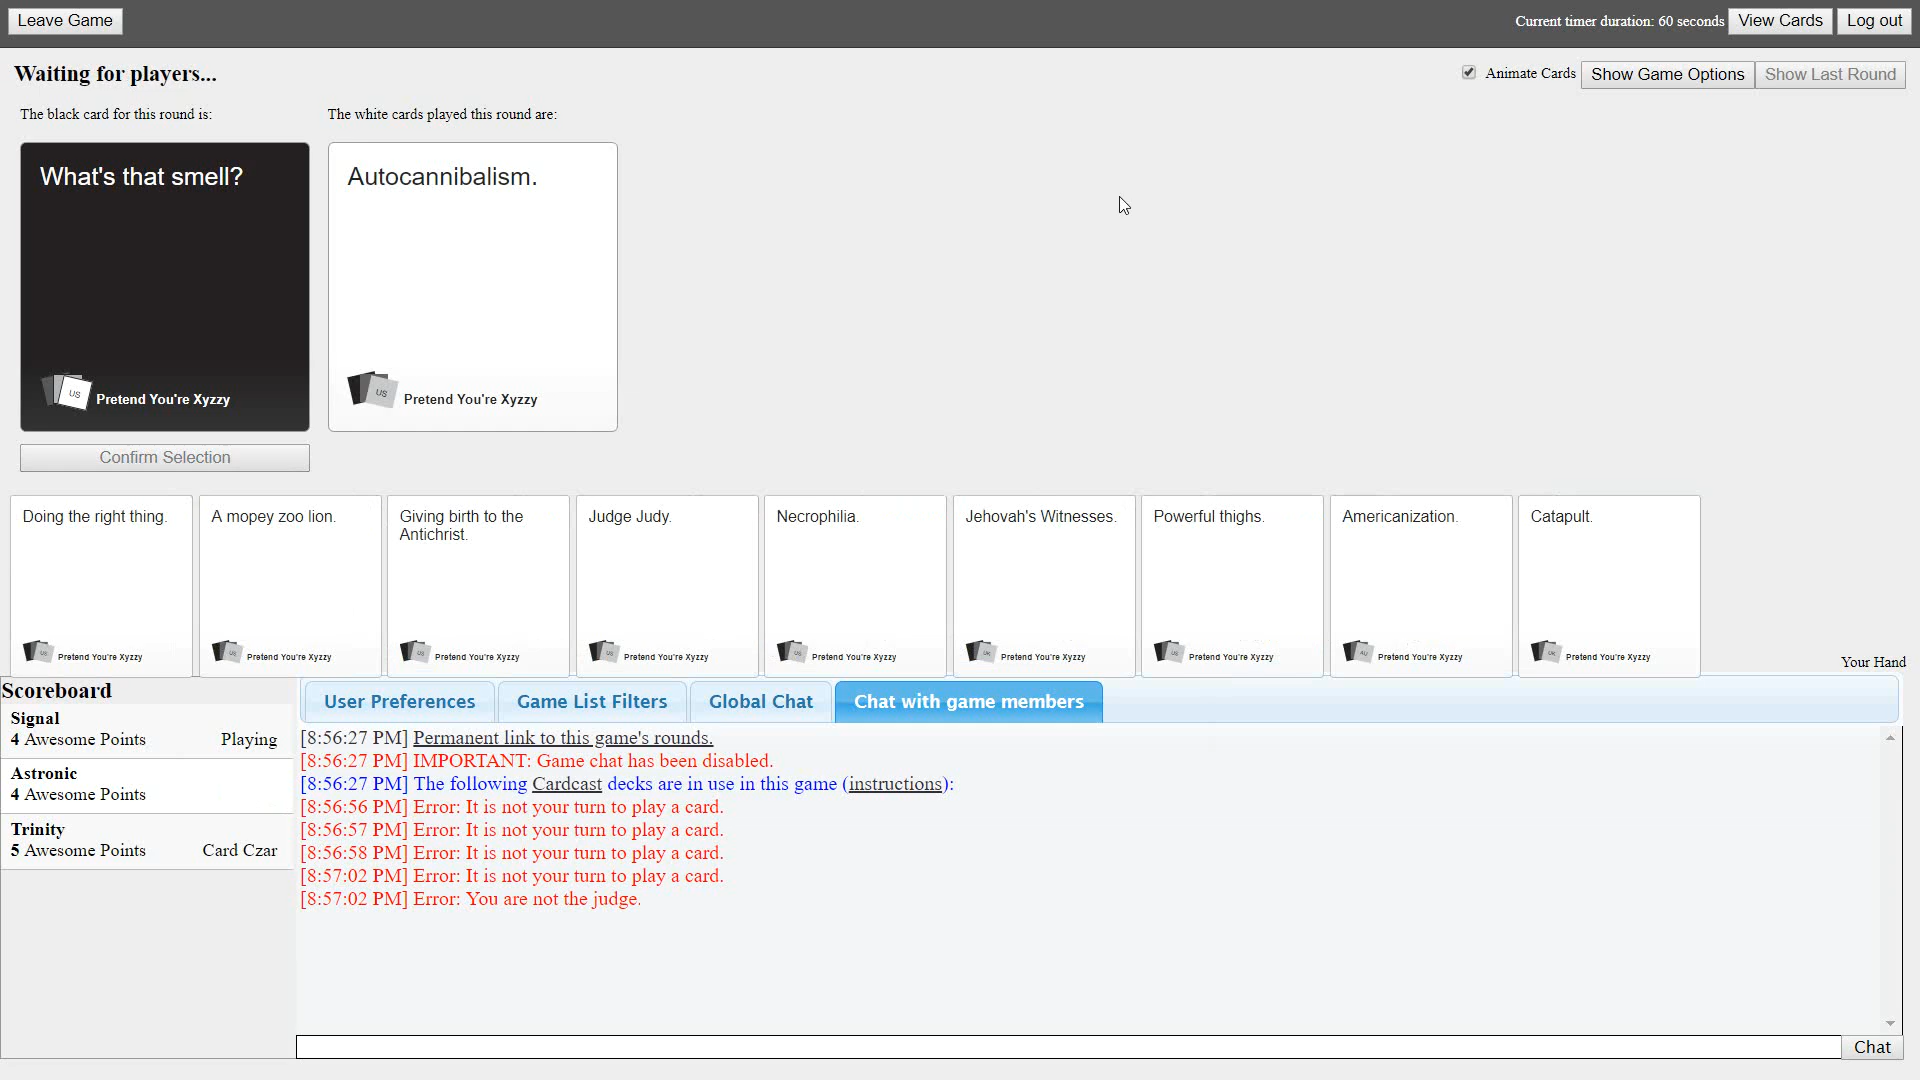 Leave Game
Current timer duration: 60 seconds
View Cards
Log out
Waiting for players...
Animate Cards
Show Game Options
Show Last Round
The black card for this round is:
The white cards played this round are:
What's that smell?
US
Pretend You're Xyzzy
Autocannibalism.
US
Pretend You're Xyzzy
Confirm Selection
Doing the right thing.
US
Pretend You're Xyzzy
A mopey zoo lion.
US
Pretend You're Xyzzy
Giving birth to the
Antichrist.
US
Pretend You're Xyzzy
Judge Judy.
US
Pretend You're Xyzzy
Necrophilia.
US
Pretend You're Xyzzy
Jehovah's Witnesses.
UK
Pretend You're Xyzzy
Powerful thighs.
US
Pretend You're Xyzzy
Americanization.
AU
Pretend You're Xyzzy
Catapult.
UK
Pretend You're Xyzzy
Your Hand
Scoreboard
Signal
4 Awesome Points Playing
Astronic
4 Awesome Points
Trinity
5 Awesome Points Card Czar
User Preferences
Game List Filters
Global Chat
Chat with game members
[8:56:27 PM] Permanent link to this game's rounds.
[8:56:27 PM] IMPORTANT: Game chat has been disabled.
[8:56:27 PM] The following Cardcast decks are in use in this game (instructions):
[8:56:56 PM] Error: It is not your turn to play a card.
[8:56:57 PM] Error: It is not your turn to play a card.
[8:56:58 PM] Error: It is not your turn to play a card.
[8:57:02 PM] Error: It is not your turn to play a card.
[8:57:02 PM] Error: You are not the judge.
Chat